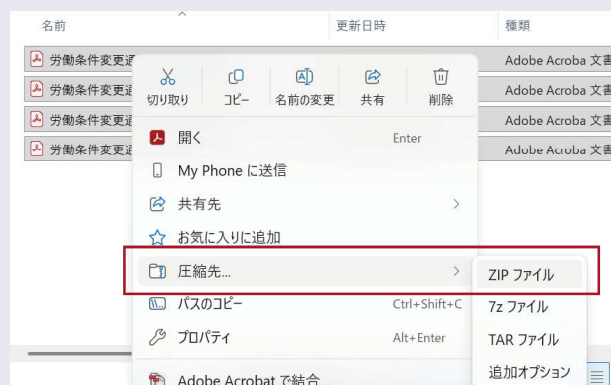 名前 更新日時 種類
労働条件変更通 Adobe Acroba 文書
労働条件変更通 Adobe Acroba 文書
労働条件変更通 Adobe Acroba 文書
労働条件変更通 Adobe Acroba 文書
切り取り コピー 名前の変更 共有 削除
開く Enter
My Phone に送信
共有先
お気に入りに追加
圧縮先... ZIP ファイル
パスのコピー Ctrl+Shift+C 7z ファイル
プロパティ Alt+Enter TAR ファイル
追加オプション
Adobe Acrobat で結合